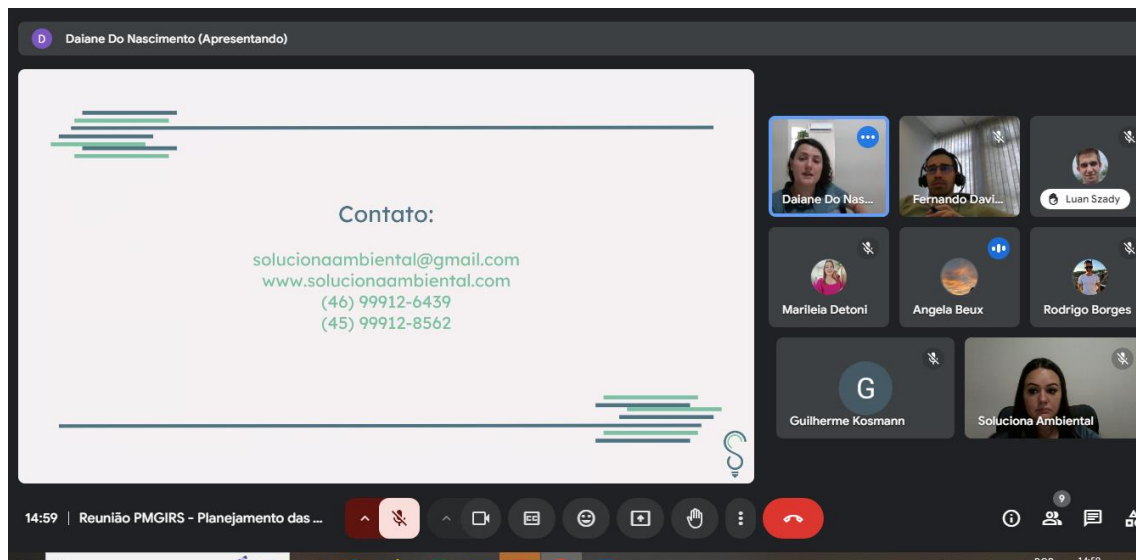 D Daiane Do Nascimento (Apresentando)
Contato:
solucionaambiental@gmail.com
www.solucionaambiental.com
(46) 99912-6439
(45) 99912-8562
Daiane Do Nas...
Fernando Davi...
Luan Szady
Marileia Detoni
Angela Beux
Rodrigo Borges
G
Guilherme Kosmann
Soluciona Ambiental
14:59 | Reunião PMGIRS - Planejamento das ...
CC
9